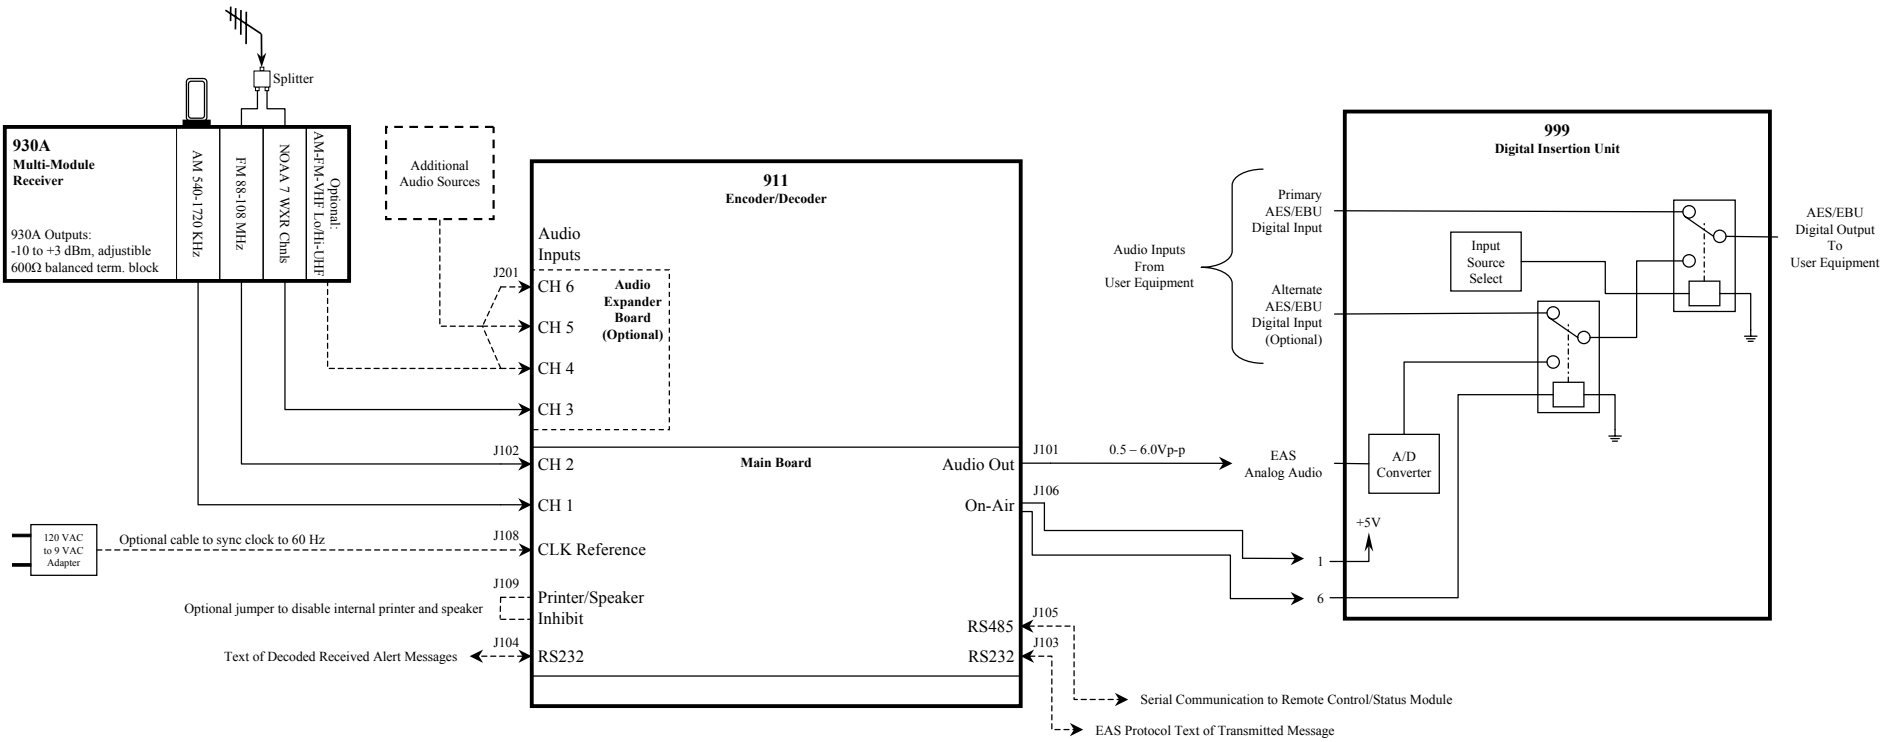 Splitter
930A
Multi-Module
Receiver
930A Outputs:
-10 to +3 dBm, adjustible
600Ω balanced term. block
AM 540-1720 KHz
FM 88-108 MHz
NOAA 7 WXR Chnls
Optional:
AM-FM-VHF Lo/Hi-UHF
Additional
Audio Sources
911
Encoder/Decoder
Audio
Inputs
J201
CH 6
CH 5
CH 4
CH 3
Audio
Expander
Board
(Optional)
J102
CH 2
CH 1
Main Board
Audio Out
J101
0.5 – 6.0Vp-p
On-Air
J106
120 VAC
to 9 VAC
Adapter
Optional cable to sync clock to 60 Hz
J108
CLK Reference
J109
Printer/Speaker
Inhibit
Optional jumper to disable internal printer and speaker
J104
RS232
Text of Decoded Received Alert Messages
RS485
J105
RS232
J103
Serial Communication to Remote Control/Status Module
EAS Protocol Text of Transmitted Message
Audio Inputs
From
User Equipment
Primary
AES/EBU
Digital Input
Alternate
AES/EBU
Digital Input
(Optional)
EAS
Analog Audio
1
6
999
Digital Insertion Unit
Input
Source
Select
A/D
Converter
+5V
AES/EBU
Digital Output
To
User Equipment